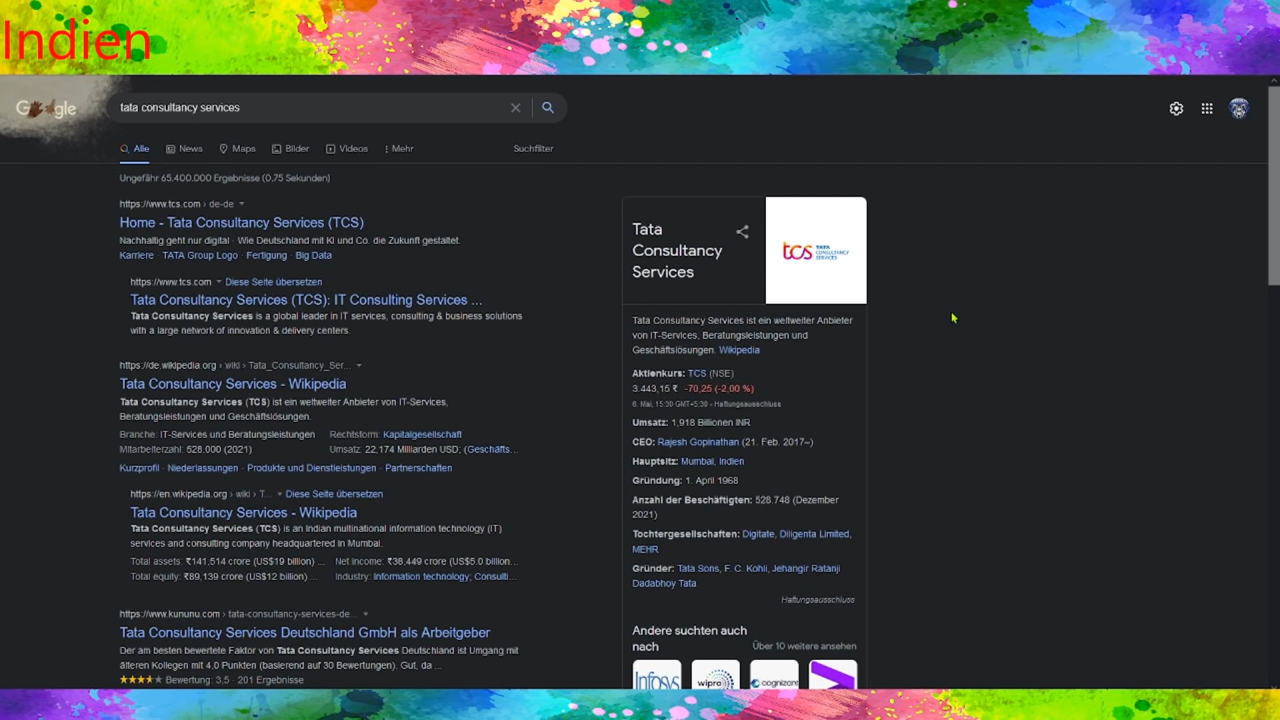 Indien
Google
tata consultancy services
Alle News Maps Bilder Videos Mehr Suchfilter
Ungefähr 65.400.000 Ergebnisse (0,75 Sekunden)
https://www.tcs.com › de-de
Home - Tata Consultancy Services (TCS)
Nachhaltig geht nur digital · Wie Deutschland mit KI und Co. die Zukunft gestaltet.
Karriere · TATA Group Logo · Fertigung · Big Data
https://www.tcs.com Diese Seite übersetzen
Tata Consultancy Services (TCS): IT Consulting Services ...
Tata Consultancy Services is a global leader in IT services, consulting & business solutions
with a large network of innovation & delivery centers.
https://de.wikipedia.org › wiki › Tata_Consultancy_Ser...
Tata Consultancy Services - Wikipedia
Tata Consultancy Services (TCS) ist ein weltweiter Anbieter von IT-Services,
Beratungsleistungen und Geschäftslösungen.
Branche: IT-Services und Beratungsleistungen Rechtsform: Kapitalgesellschaft
Mitarbeiterzahl: 528.000 (2021) Umsatz: 22,174 Milliarden USD; (Geschäfts...
Kurzprofil · Niederlassungen · Produkte und Dienstleistungen · Partnerschaften
https://en.wikipedia.org › wiki › T... Diese Seite übersetzen
Tata Consultancy Services - Wikipedia
Tata Consultancy Services (TCS) is an Indian multinational information technology (IT)
services and consulting company headquartered in Mumbai.
Total assets: ₹141,514 crore (US$19 billion) ... Net income: ₹38,449 crore (US$5.0 billion...
Total equity: ₹89,139 crore (US$12 billion) ... Industry: Information technology; Consulti...
https://www.kununu.com › tata-consultancy-services-de...
Tata Consultancy Services Deutschland GmbH als Arbeitgeber
Der am besten bewertete Faktor von Tata Consultancy Services Deutschland ist Umgang mit
älteren Kollegen mit 4,0 Punkten (basierend auf 30 Bewertungen). Gut, da ...
Bewertung: 3,5 · 201 Ergebnisse
Tata
Consultancy
Services
tcs TATA
CONSULTANCY
SERVICES
Tata Consultancy Services ist ein weltweiter Anbieter
von IT-Services, Beratungsleistungen und
Geschäftslösungen. Wikipedia
Aktienkurs: TCS (NSE)
3.443,15 ₹ -70,25 (-2,00 %)
6. Mai, 15:30 GMT+5:30 - Haftungsausschluss
Umsatz: 1,918 Billionen INR
CEO: Rajesh Gopinathan (21. Feb. 2017–)
Hauptsitz: Mumbai, Indien
Gründung: 1. April 1968
Anzahl der Beschäftigten: 528.748 (Dezember
2021)
Tochtergesellschaften: Digitate, Diligenta Limited,
MEHR
Gründer: Tata Sons, F. C. Kohli, Jehangir Ratanji
Dadabhoy Tata
Haftungsausschluss
Andere suchten auch
nach
Über 10 weitere ansehen
Infosys wipro cognizant